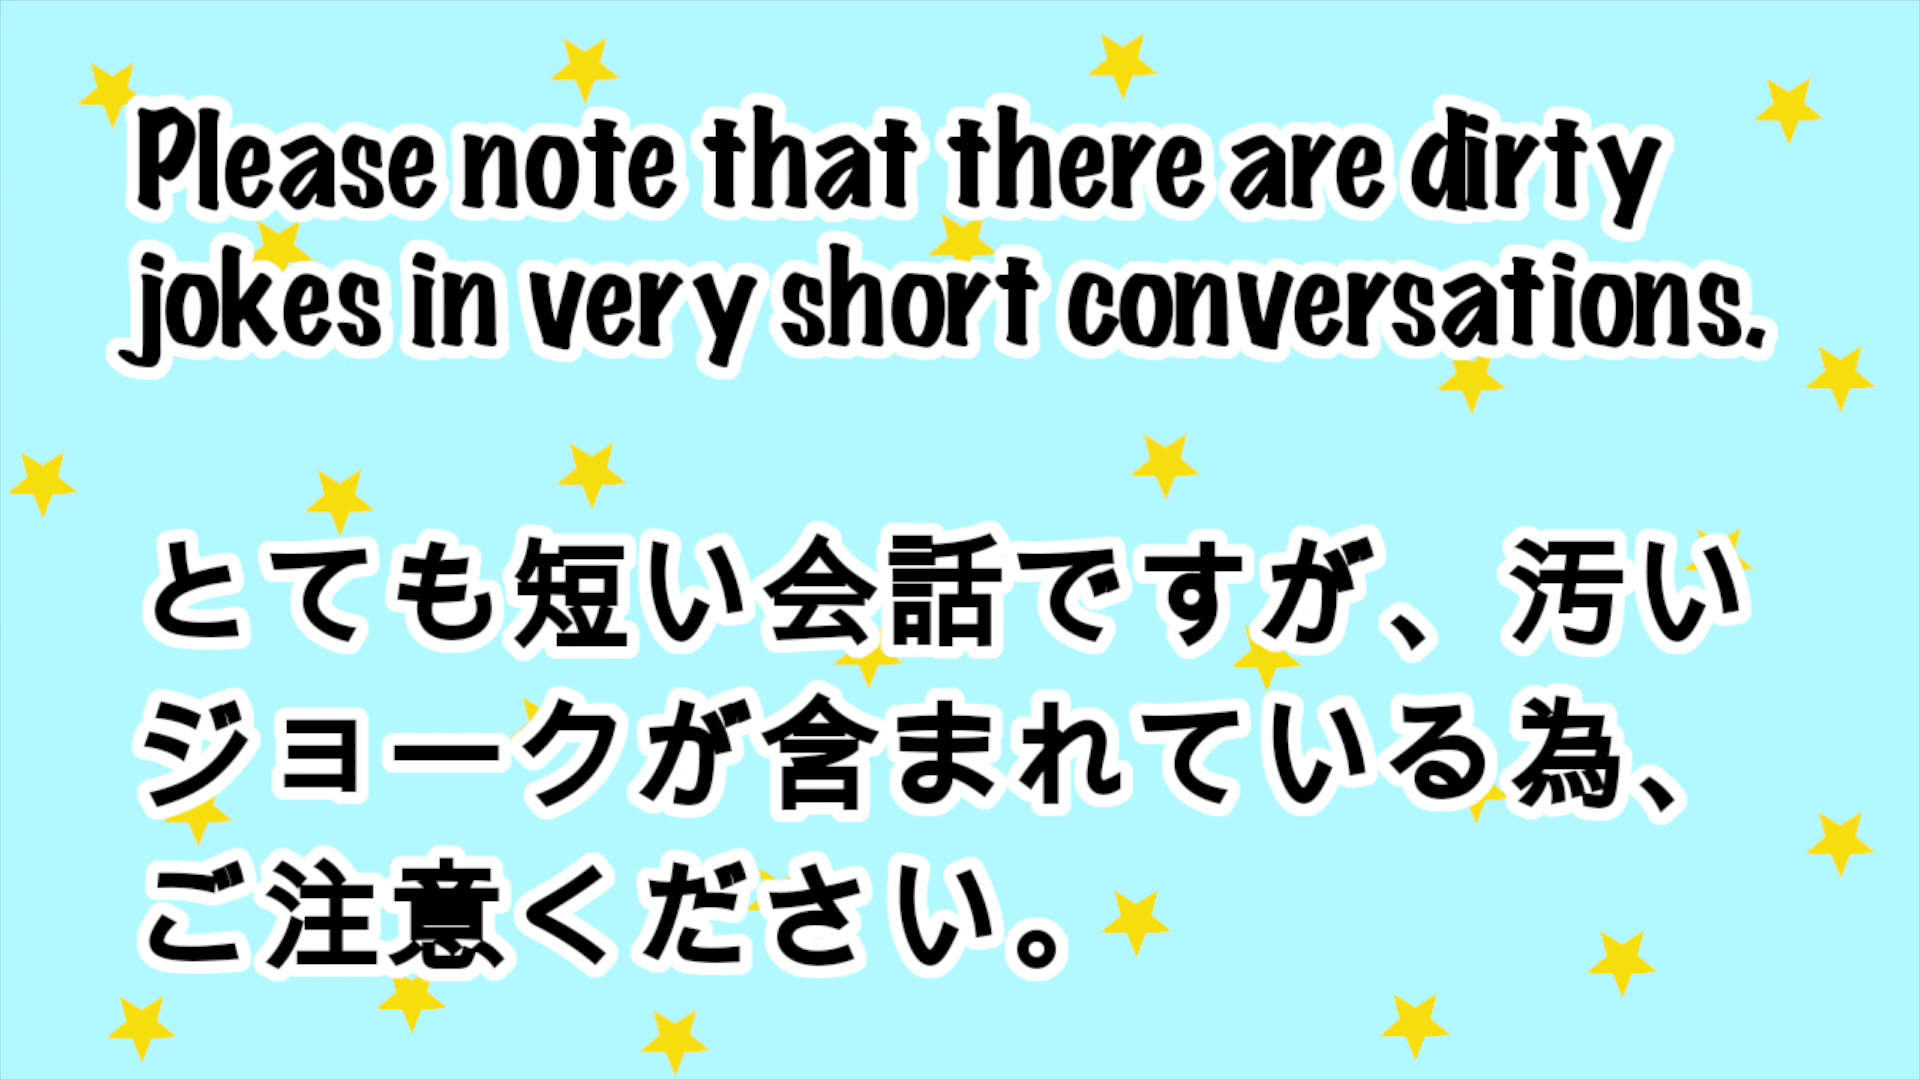 Please note that there are dirty
jokes in very short conversations.
とても短い会話ですが、汚い
ジョークが含まれている為、
ご注意ください。